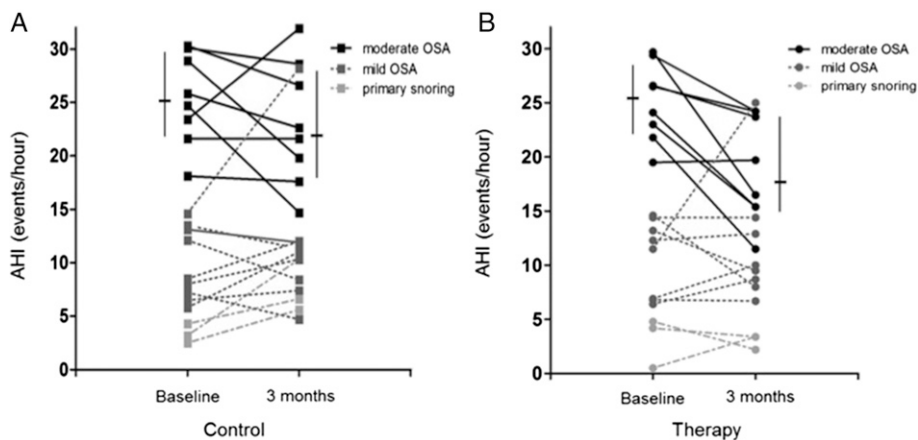 A
AHI (events/hour)
30
25
20
15
10
5
0
moderate OSA
mild OSA
primary snoring
Baseline
3 months
Control
B
AHI (events/hour)
30
25
20
15
10
5
0
moderate OSA
mild OSA
primary snoring
Baseline
3 months
Therapy